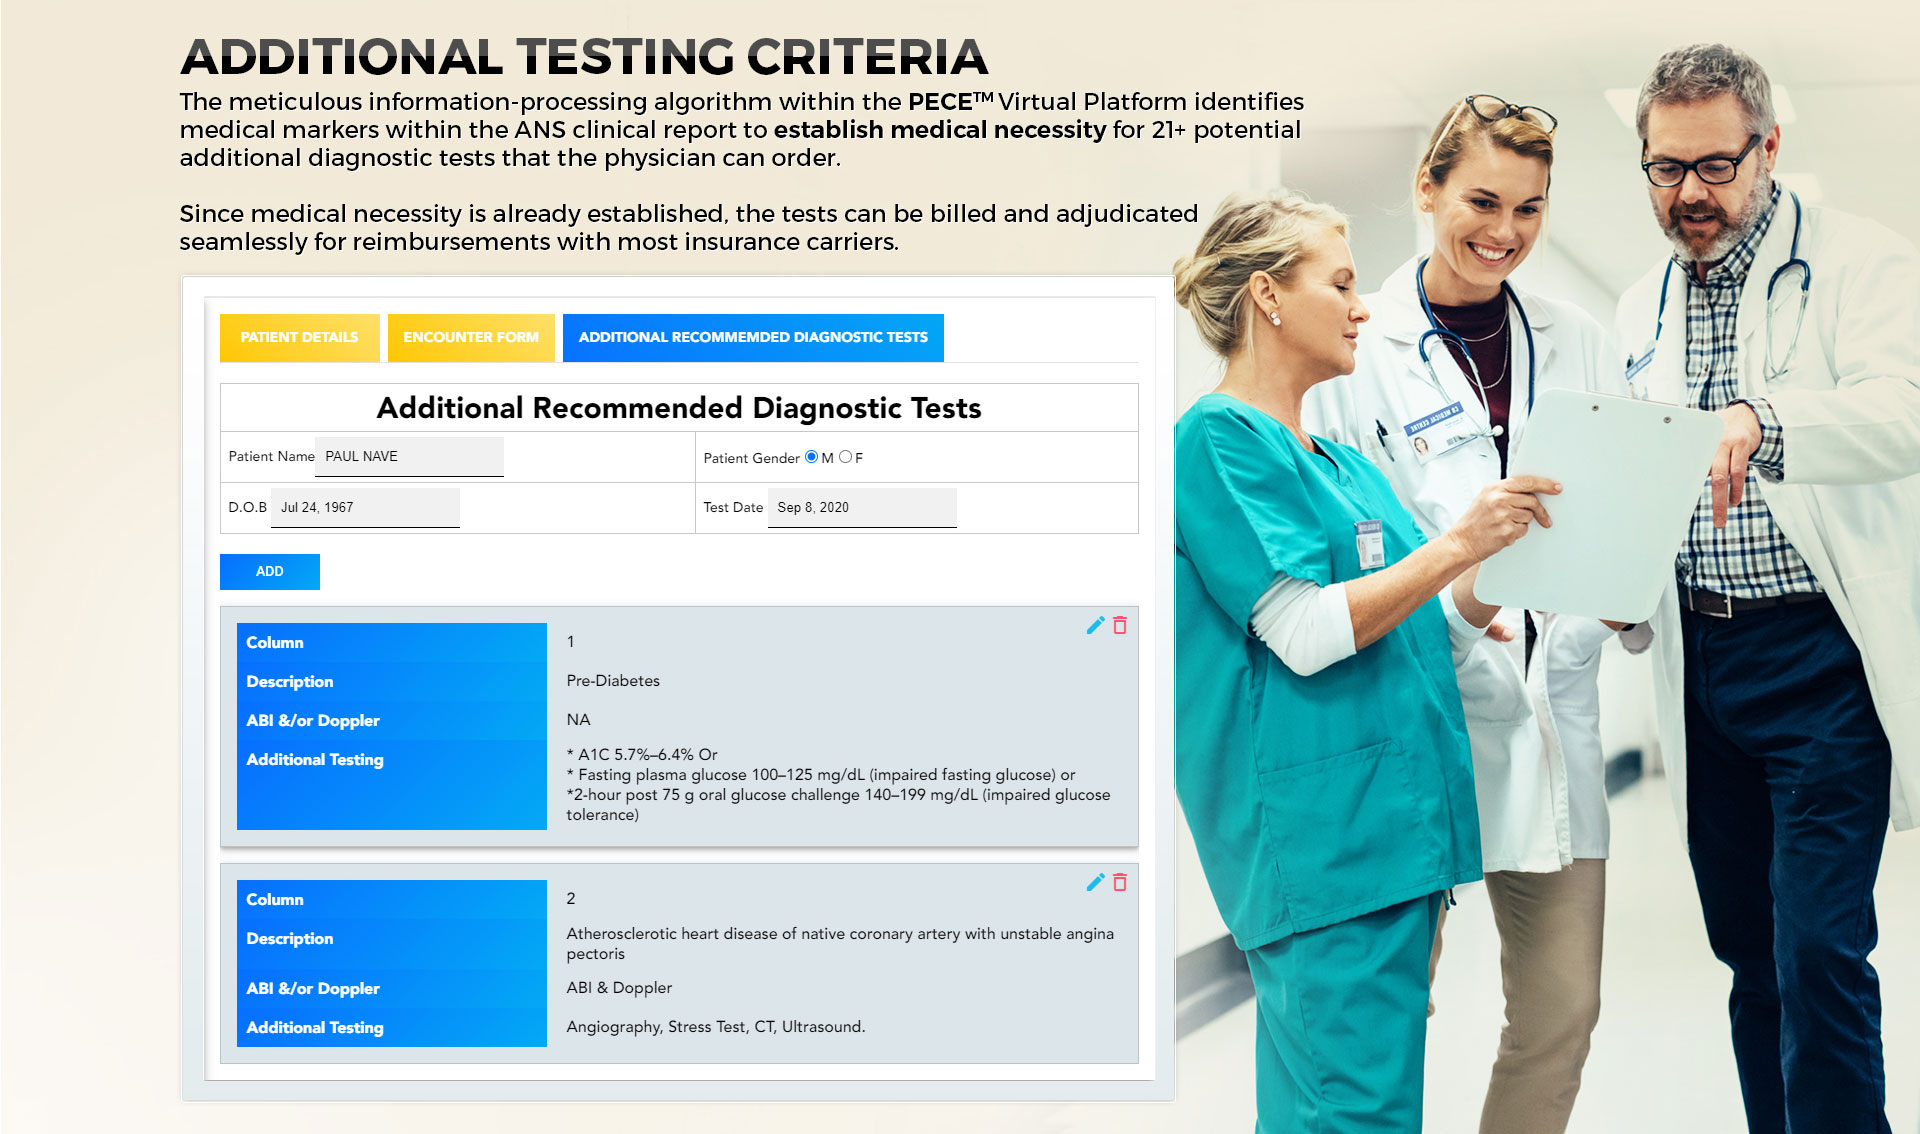 ADDITIONAL TESTING CRITERIA
The meticulous information-processing algorithm within the PECE™ Virtual Platform identifies
medical markers within the ANS clinical report to establish medical necessity for 21+ potential
additional diagnostic tests that the physician can order.
Since medical necessity is already established, the tests can be billed and adjudicated
seamlessly for reimbursements with most insurance carriers.
PATIENT DETAILS
ENCOUNTER FORM
ADDITIONAL RECOMMEMDED DIAGNOSTIC TESTS
Additional Recommended Diagnostic Tests
Patient Name PAUL NAVE
Patient Gender M F
D.O.B Jul 24, 1967
Test Date Sep 8, 2020
ADD
Column 1
Description Pre-Diabetes
ABI &/or Doppler NA
Additional Testing * A1C 5.7%–6.4% Or
* Fasting plasma glucose 100–125 mg/dL (impaired fasting glucose) or
*2-hour post 75 g oral glucose challenge 140–199 mg/dL (impaired glucose
tolerance)
Column 2
Description Atherosclerotic heart disease of native coronary artery with unstable angina
pectoris
ABI &/or Doppler ABI & Doppler
Additional Testing Angiography, Stress Test, CT, Ultrasound.